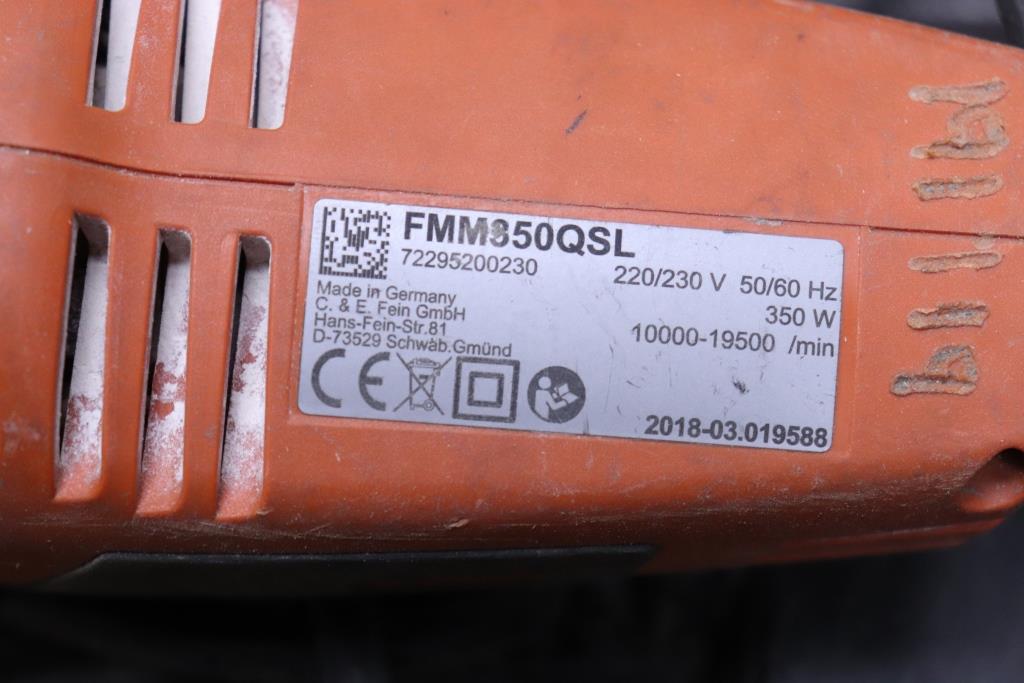 FMM350QSL
72295200230
220/230 V 50/60 Hz
350 W
10000-19500 /min
Made in Germany
C. & E. Fein GmbH
Hans-Fein-Str.81
D-73529 Schwäb.Gmünd
CE
2018-03.019588